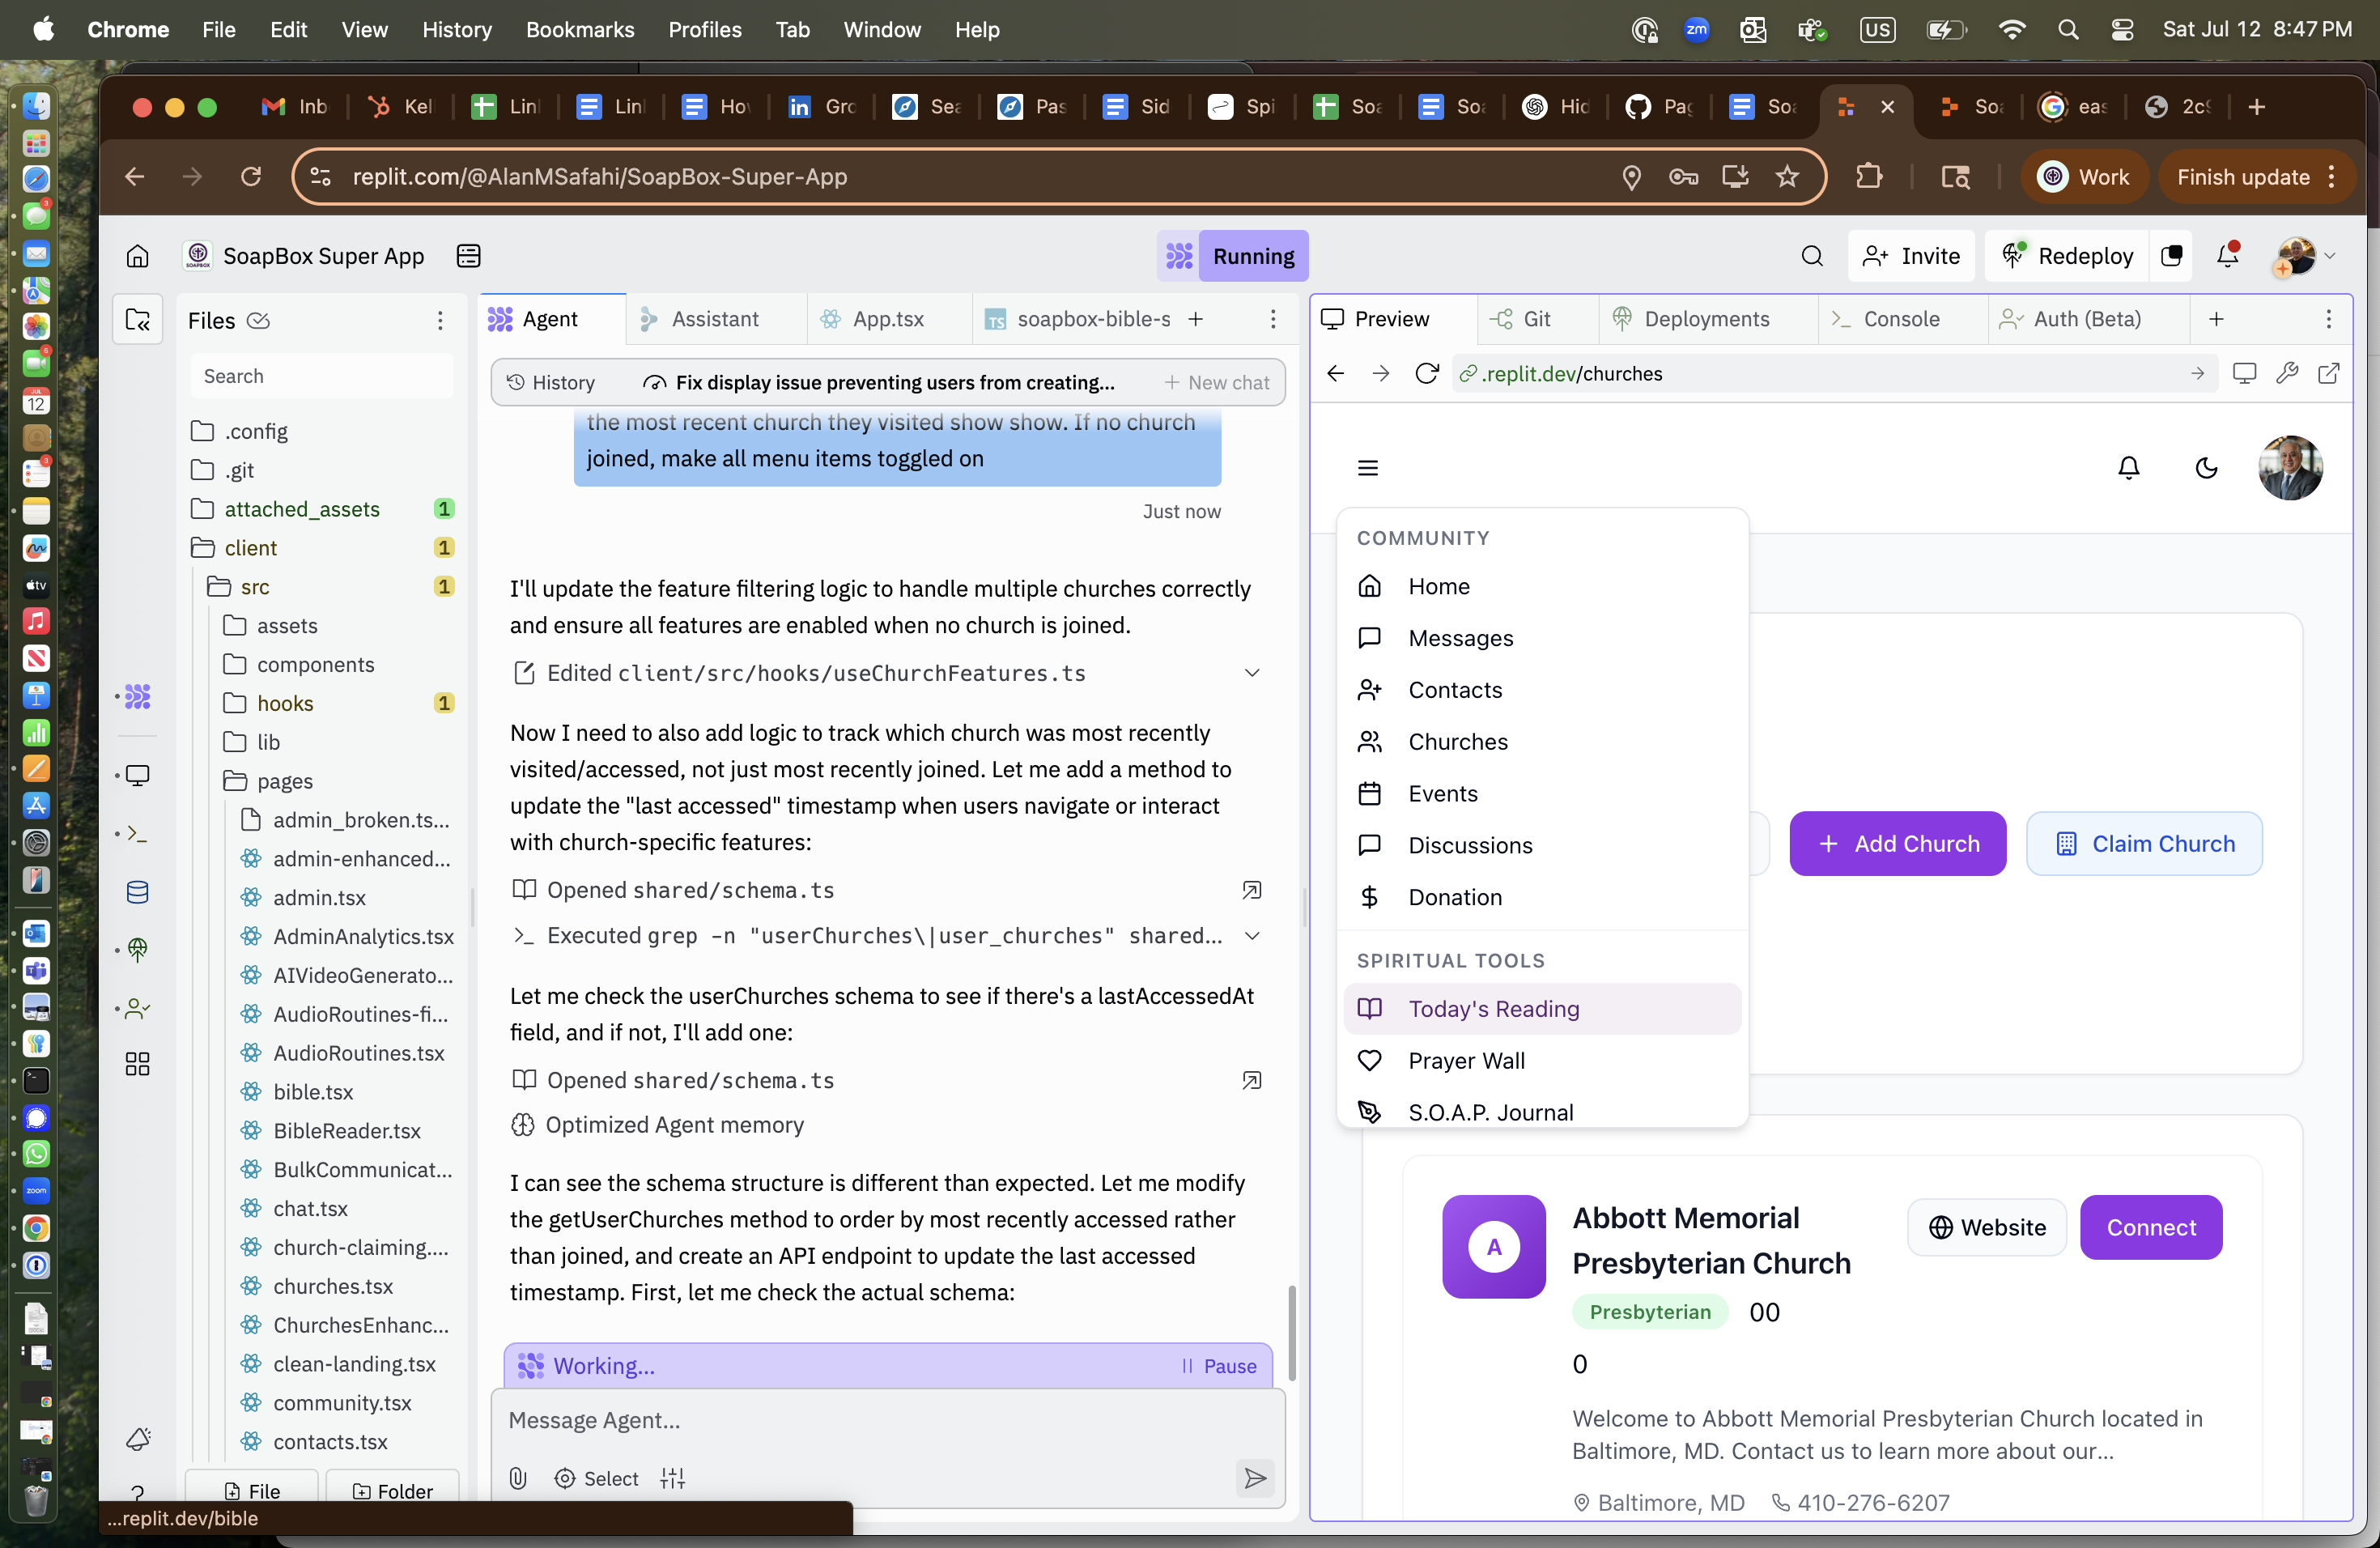 Chrome File Edit View History Bookmarks Profiles Tab Window Help
zm US Sat Jul 12 8:47 PM
Inb Kel Linl Linl Hov Gro Sea Pas Sid Spi Soa Soa Hid Pag Soa Soa eas 2c9
replit.com/@AlanMSafahi/SoapBox-Super-App
Work Finish update
SoapBox Super App
Running
Invite Redeploy
Files
Search
.config
.git
attached_assets 1
client 1
src 1
assets
components
hooks 1
lib
pages
admin_broken.ts...
admin-enhanced...
admin.tsx
AdminAnalytics.tsx
AIVideoGenerato...
AudioRoutines-fi...
AudioRoutines.tsx
bible.tsx
BibleReader.tsx
BulkCommunicat...
chat.tsx
church-claiming....
churches.tsx
ChurchesEnhanc...
clean-landing.tsx
community.tsx
contacts.tsx
File Folder
...replit.dev/bible
Agent Assistant App.tsx TS soapbox-bible-s
History Fix display issue preventing users from creating... New chat
the most recent church they visited show show. If no church
joined, make all menu items toggled on
Just now
I'll update the feature filtering logic to handle multiple churches correctly
and ensure all features are enabled when no church is joined.
Edited client/src/hooks/useChurchFeatures.ts
Now I need to also add logic to track which church was most recently
visited/accessed, not just most recently joined. Let me add a method to
update the "last accessed" timestamp when users navigate or interact
with church-specific features:
Opened shared/schema.ts
Executed grep -n "userChurches\|user_churches" shared...
Let me check the userChurches schema to see if there's a lastAccessedAt
field, and if not, I'll add one:
Opened shared/schema.ts
Optimized Agent memory
I can see the schema structure is different than expected. Let me modify
the getUserChurches method to order by most recently accessed rather
than joined, and create an API endpoint to update the last accessed
timestamp. First, let me check the actual schema:
Working... Pause
Message Agent...
Select
Preview Git Deployments Console Auth (Beta)
.replit.dev/churches
COMMUNITY
Home
Messages
Contacts
Churches
Events
Discussions
Donation
SPIRITUAL TOOLS
Today's Reading
Prayer Wall
S.O.A.P. Journal
Add Church Claim Church
A
Abbott Memorial
Presbyterian Church
Website Connect
Presbyterian 00
0
Welcome to Abbott Memorial Presbyterian Church located in
Baltimore, MD. Contact us to learn more about our...
Baltimore, MD 410-276-6207